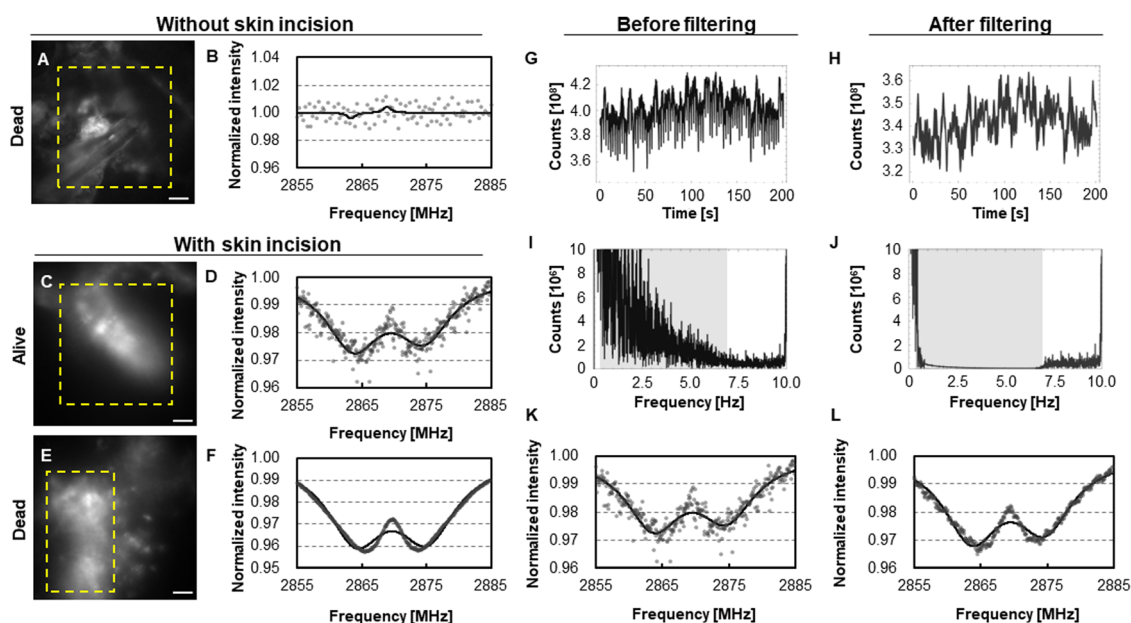 Without skin incision
Before filtering
After filtering
Dead
A
B
Normalized intensity
1.04
1.02
1.00
0.98
0.96
2855
2865
2875
2885
Frequency [MHz]
G
Counts [10⁸]
4.2
4.0
3.8
3.6
0
50
100
150
200
Time [s]
H
Counts [10⁸]
3.6
3.5
3.4
3.3
3.2
0
50
100
150
200
Time [s]
With skin incision
Alive
C
D
Normalized intensity
1.00
0.99
0.98
0.97
0.96
2855
2865
2875
2885
Frequency [MHz]
I
Counts [10⁶]
10
8
6
4
2
0
0
2.5
5.0
7.5
10.0
Frequency [Hz]
J
Counts [10⁶]
10
8
6
4
2
0
0
2.5
5.0
7.5
10.0
Frequency [Hz]
Dead
E
F
Normalized intensity
1.00
0.99
0.98
0.97
0.96
0.95
2855
2865
2875
2885
Frequency [MHz]
K
Normalized intensity
1.00
0.99
0.98
0.97
0.96
2855
2865
2875
2885
Frequency [MHz]
L
Normalized intensity
1.00
0.99
0.98
0.97
0.96
2855
2865
2875
2885
Frequency [MHz]